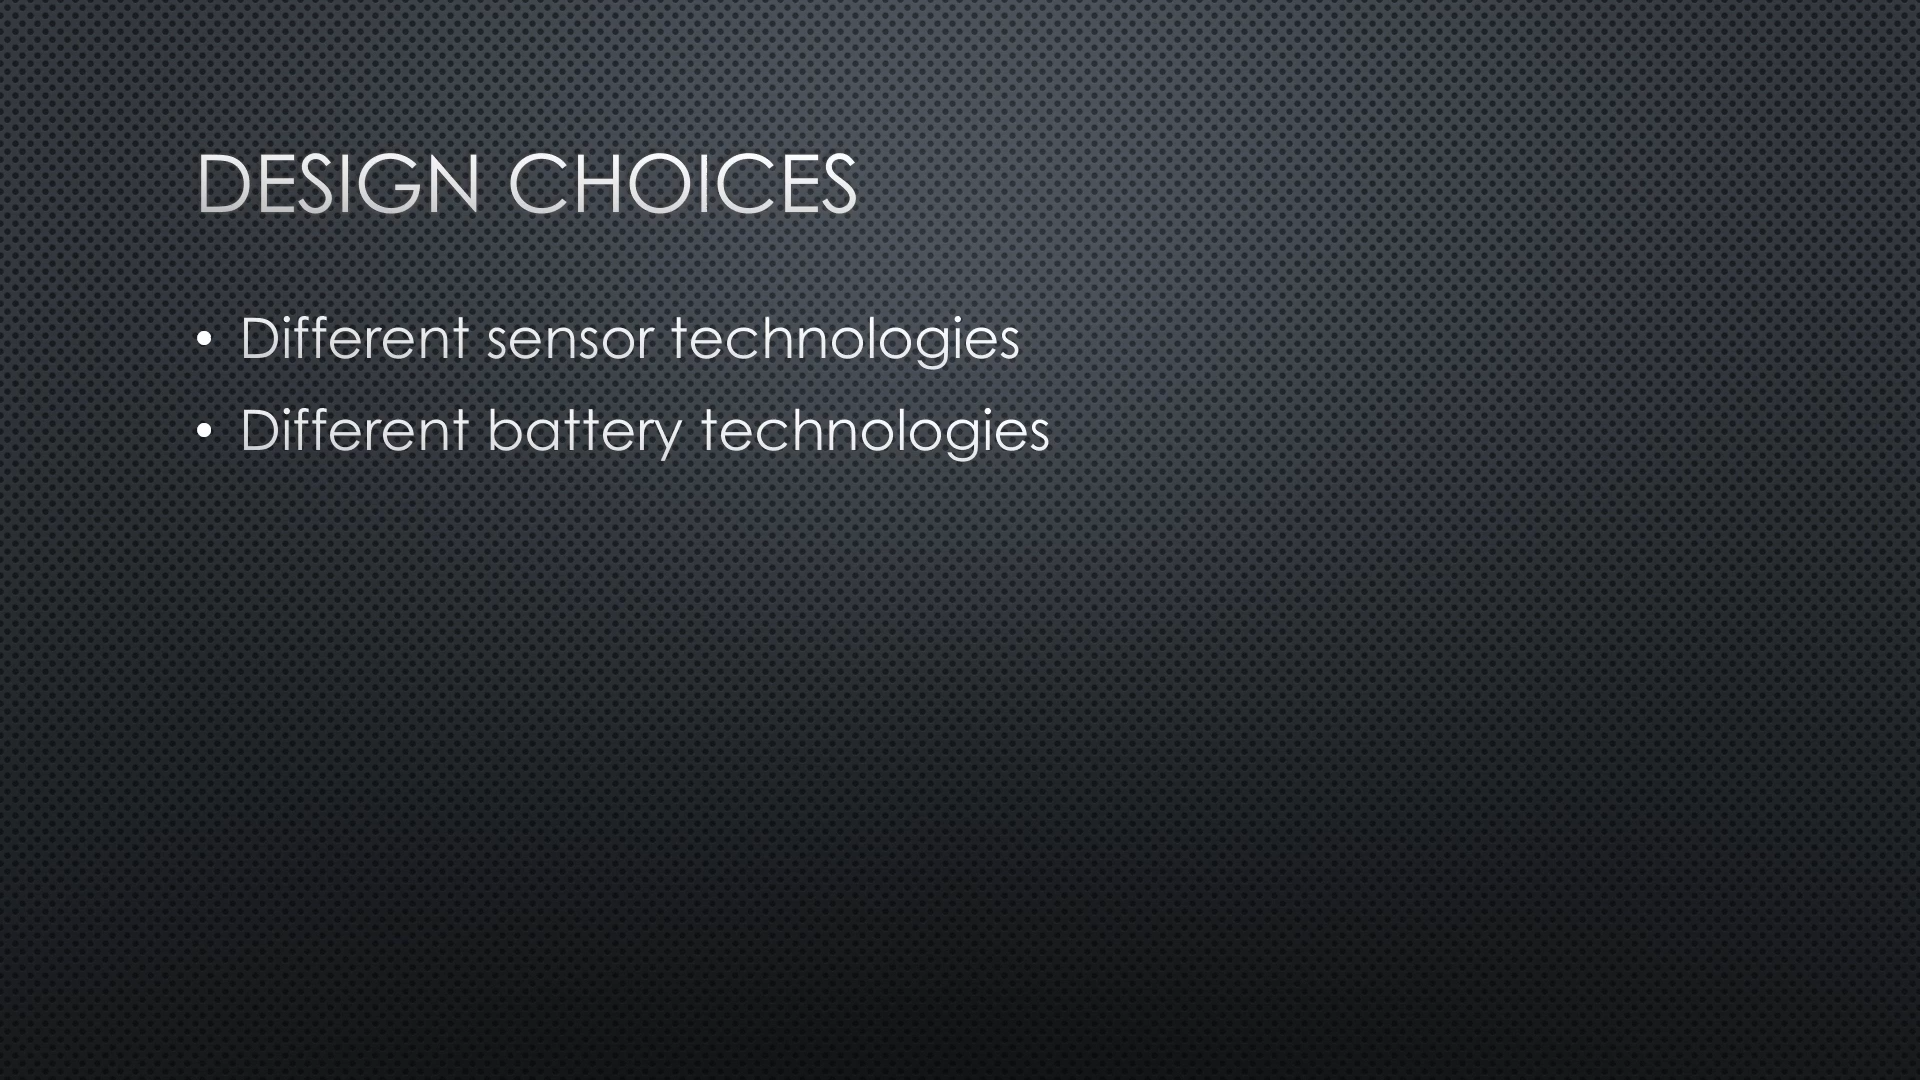 DESIGN CHOICES
• Different sensor technologies
• Different battery technologies